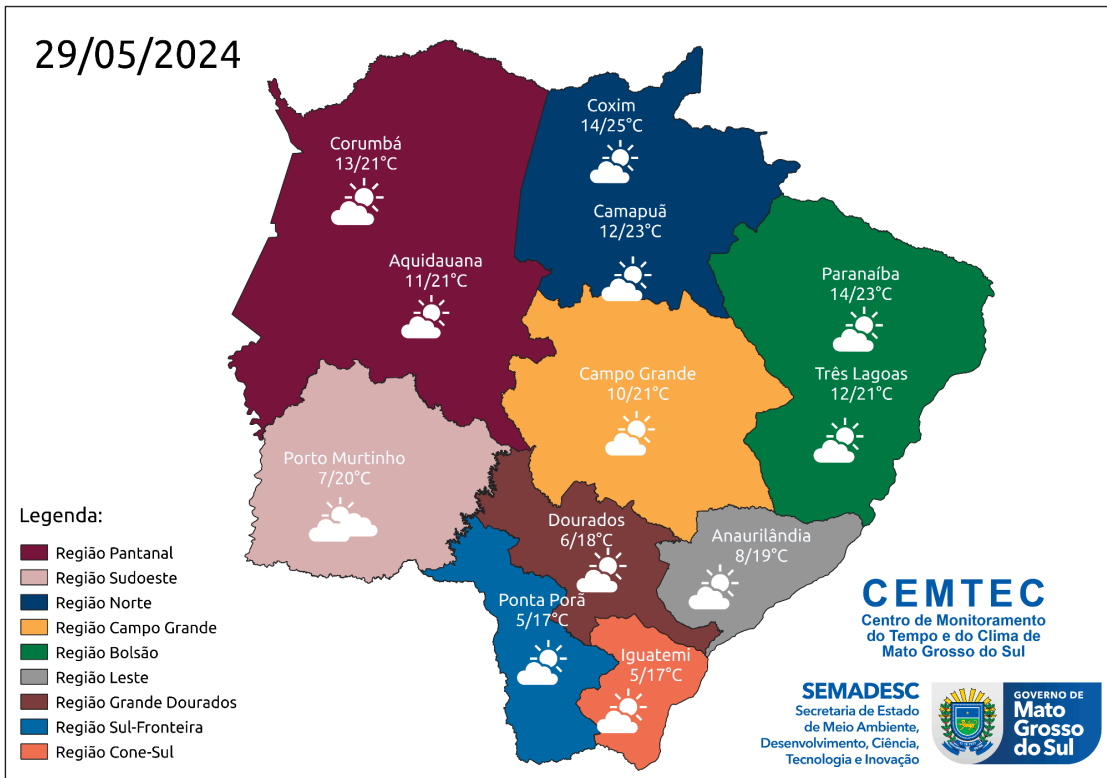 29/05/2024
Coxim
14/25°C
Corumbá
13/21°C
Camapuã
12/23°C
Aquidauana
11/21°C
Paranaíba
14/23°C
Campo Grande
10/21°C
Três Lagoas
12/21°C
Porto Murtinho
7/20°C
Dourados
6/18°C
Anaurilândia
8/19°C
Ponta Porã
5/17°C
Iguatemi
5/17°C
Legenda:
Região Pantanal
Região Sudoeste
Região Norte
Região Campo Grande
Região Bolsão
Região Leste
Região Grande Dourados
Região Sul-Fronteira
Região Cone-Sul
CEMTEC
Centro de Monitoramento
do Tempo e do Clima de
Mato Grosso do Sul
SEMADESC
Secretaria de Estado
de Meio Ambiente,
Desenvolvimento, Ciência,
Tecnologia e Inovação
GOVERNO DE
Mato
Grosso
do Sul